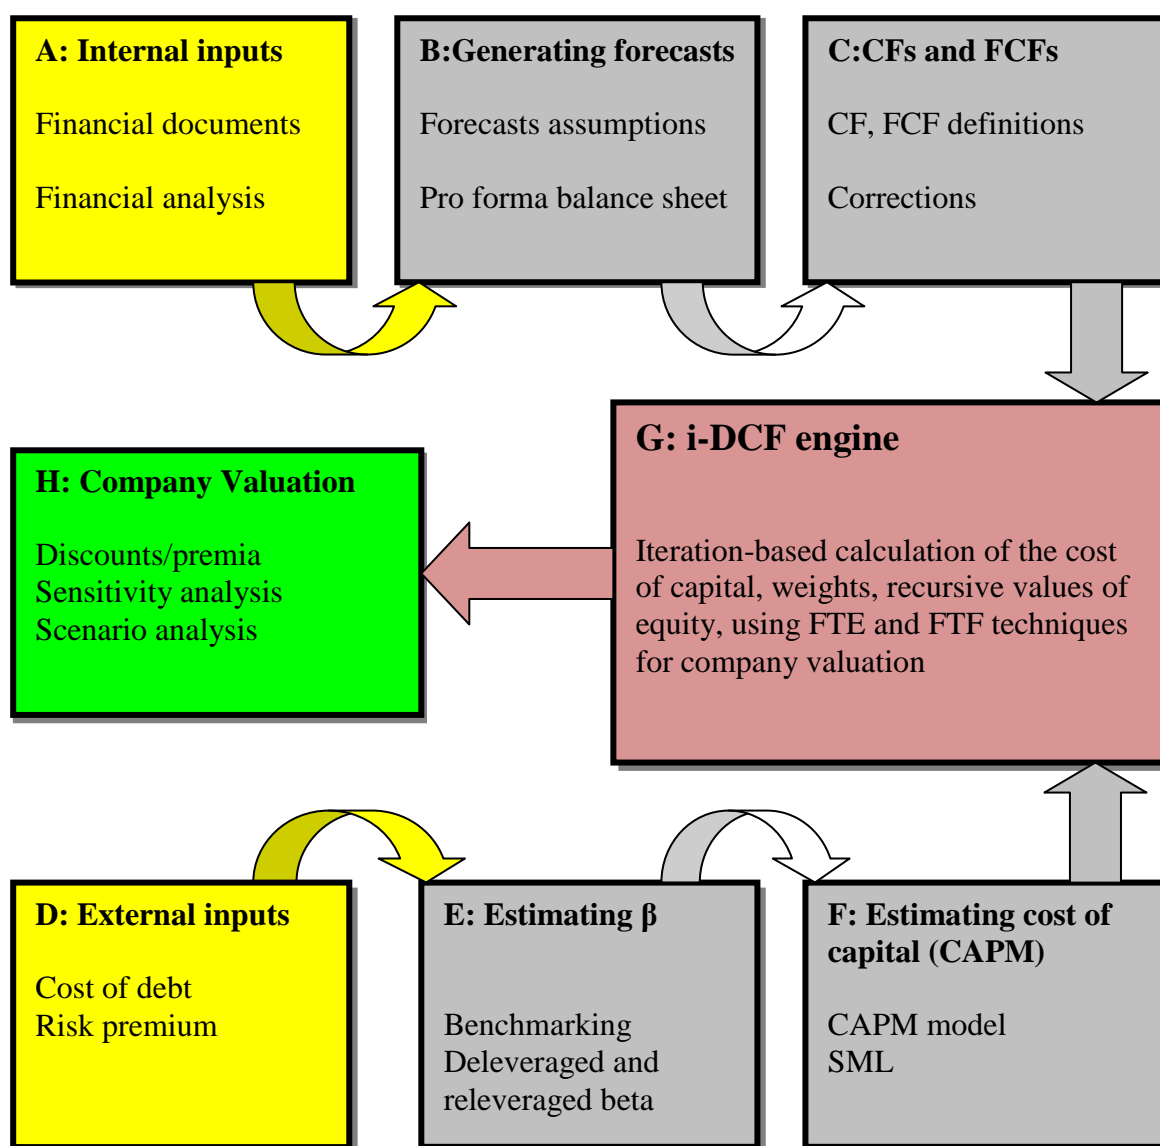 A: Internal inputs
Financial documents
Financial analysis
B:Generating forecasts
Forecasts assumptions
Pro forma balance sheet
C:CFs and FCFs
CF, FCF definitions
Corrections
G: i-DCF engine
Iteration-based calculation of the cost
of capital, weights, recursive values of
equity, using FTE and FTF techniques
for company valuation
H: Company Valuation
Discounts/premia
Sensitivity analysis
Scenario analysis
D: External inputs
Cost of debt
Risk premium
E: Estimating β
Benchmarking
Deleveraged and
releveraged beta
F: Estimating cost of
capital (CAPM)
CAPM model
SML